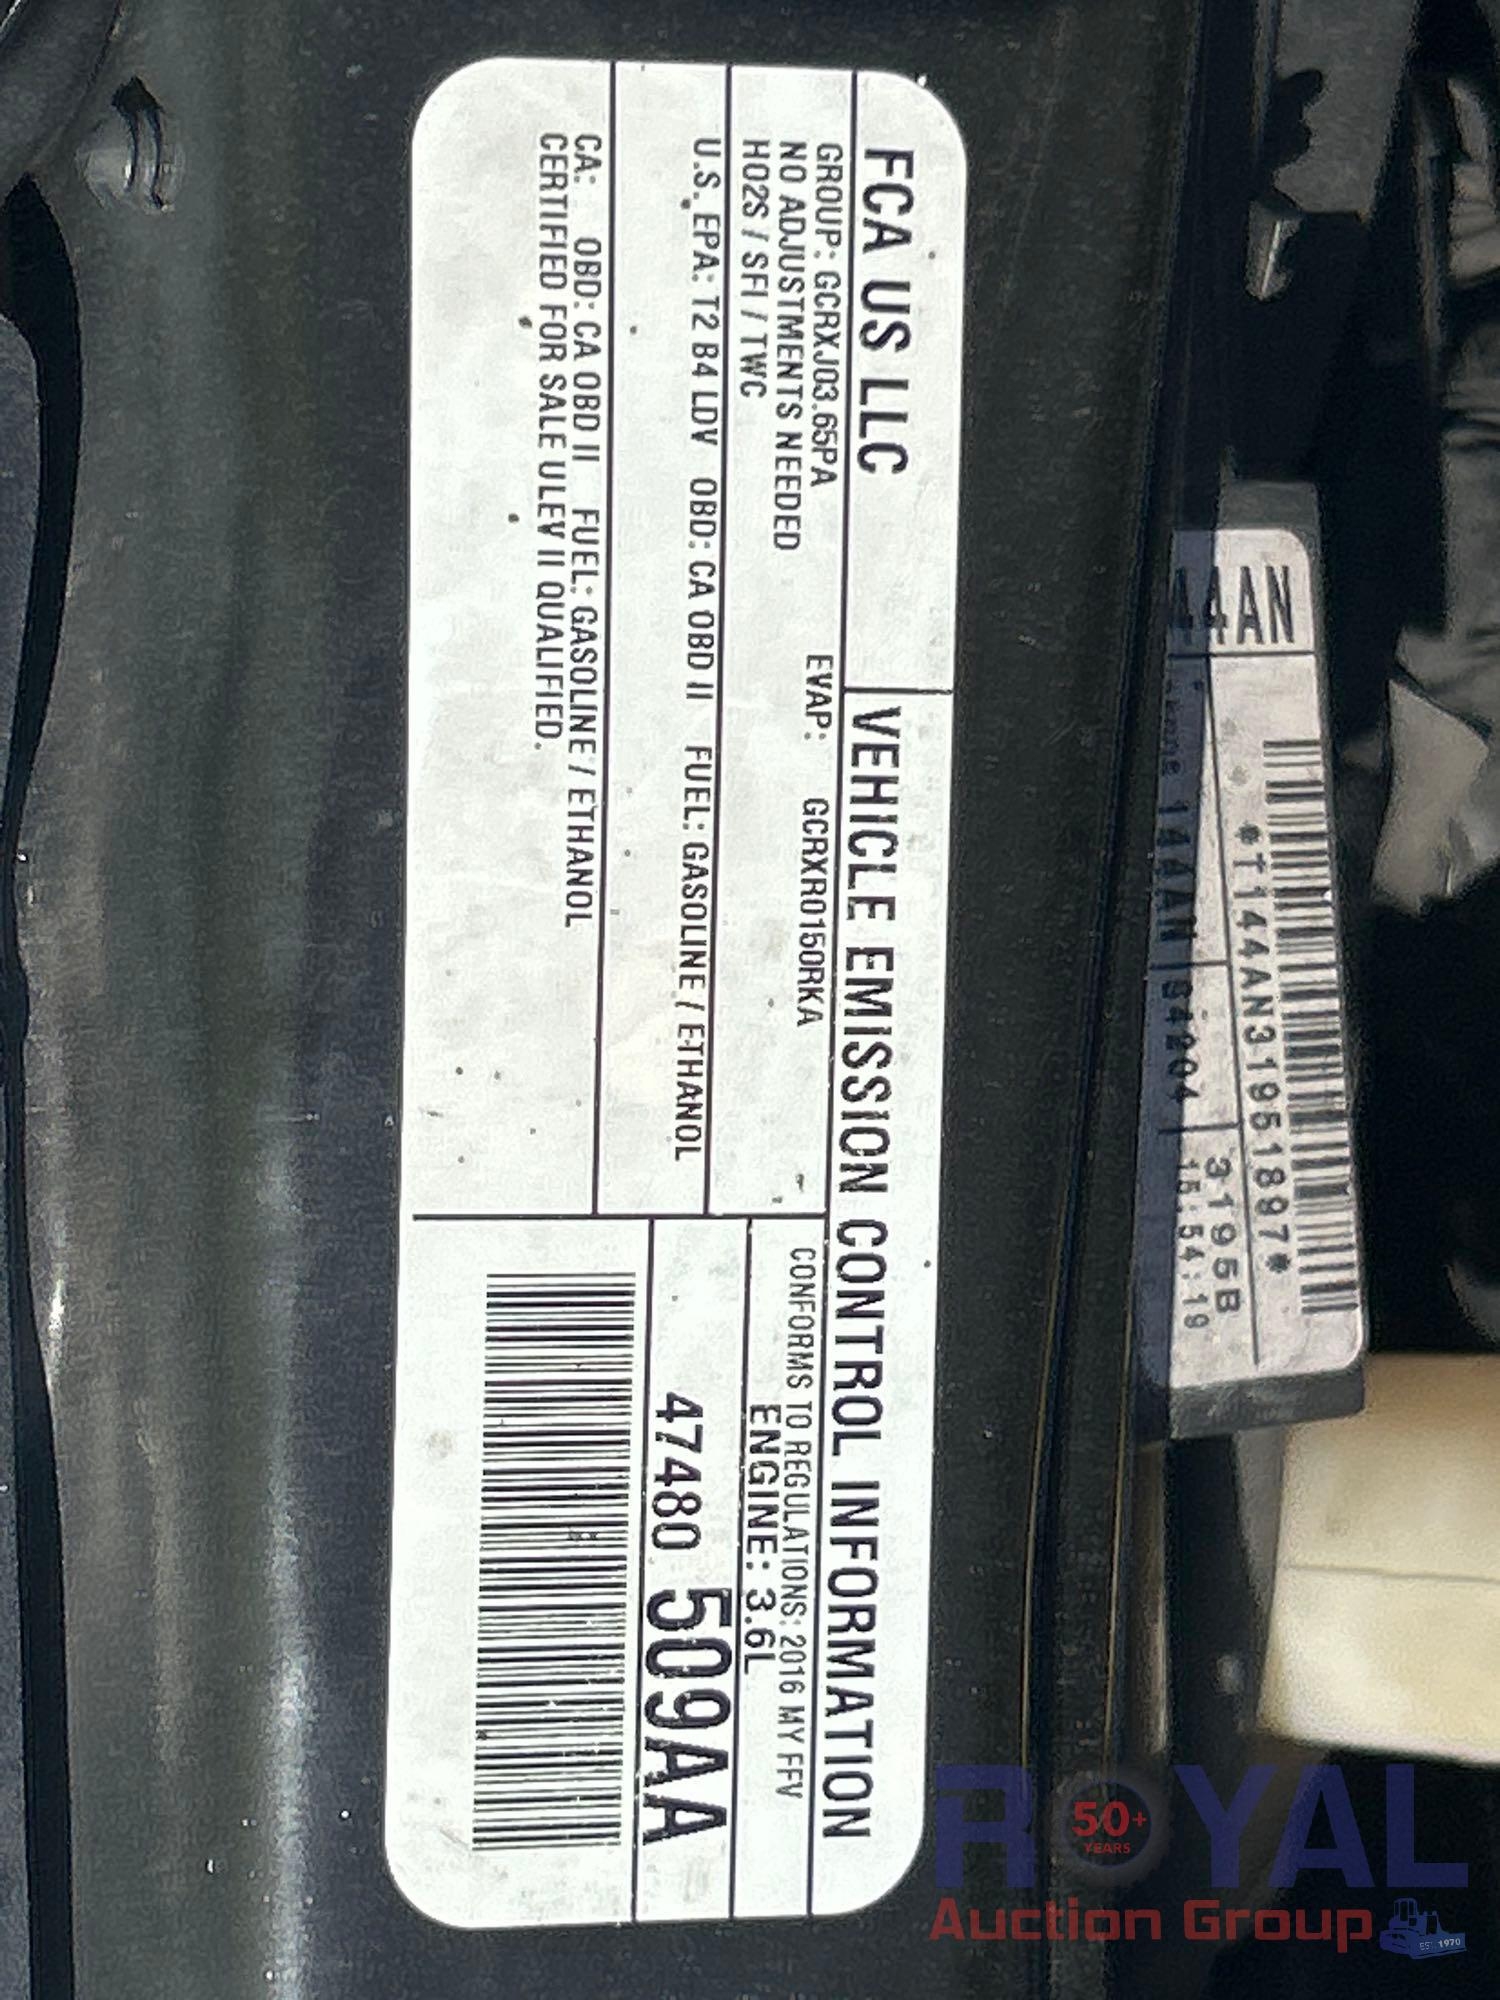 FCA US LLC
VEHICLE EMISSION CONTROL INFORMATION
GROUP: GCRXJ03.65PA
EVAP: GCRXR0150RKA
NO ADJUSTMENTS NEEDED
HO2S / SFI / TWC
CONFORMS TO REGULATIONS: 2016 MY FFV
ENGINE: 3.6L
U.S. EPA: T2 B4 LDV OBD: CA OBD II FUEL: GASOLINE / ETHANOL
47480 509AA
CA: OBD: CA OBD II FUEL: GASOLINE / ETHANOL
CERTIFIED FOR SALE ULEV II QUALIFIED.
44AN
*T144AN31951897*
3195B
144AN 94204 15:54:19
ROYAL
50+
YEARS
Auction Group
EST. 1970